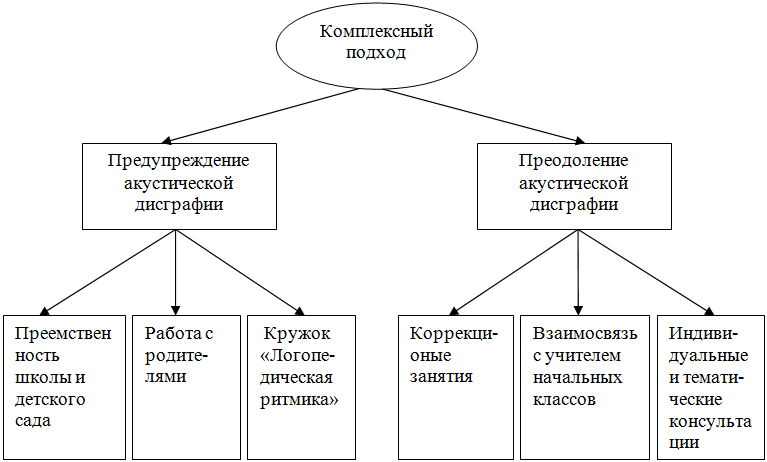 Комплексный
подход
Предупреждение
акустической
дисграфии
Преодоление
акустической
дисграфии
Преемствен
ность
школы и
детского
сада
Работа с
родите-
лями
Кружок
«Логопе-
дическая
ритмика»
Коррекци-
оные
занятия
Взаимосвязь
с учителем
начальных
классов
Индиви-
дуальные
и темати-
ческие
консульта
ции